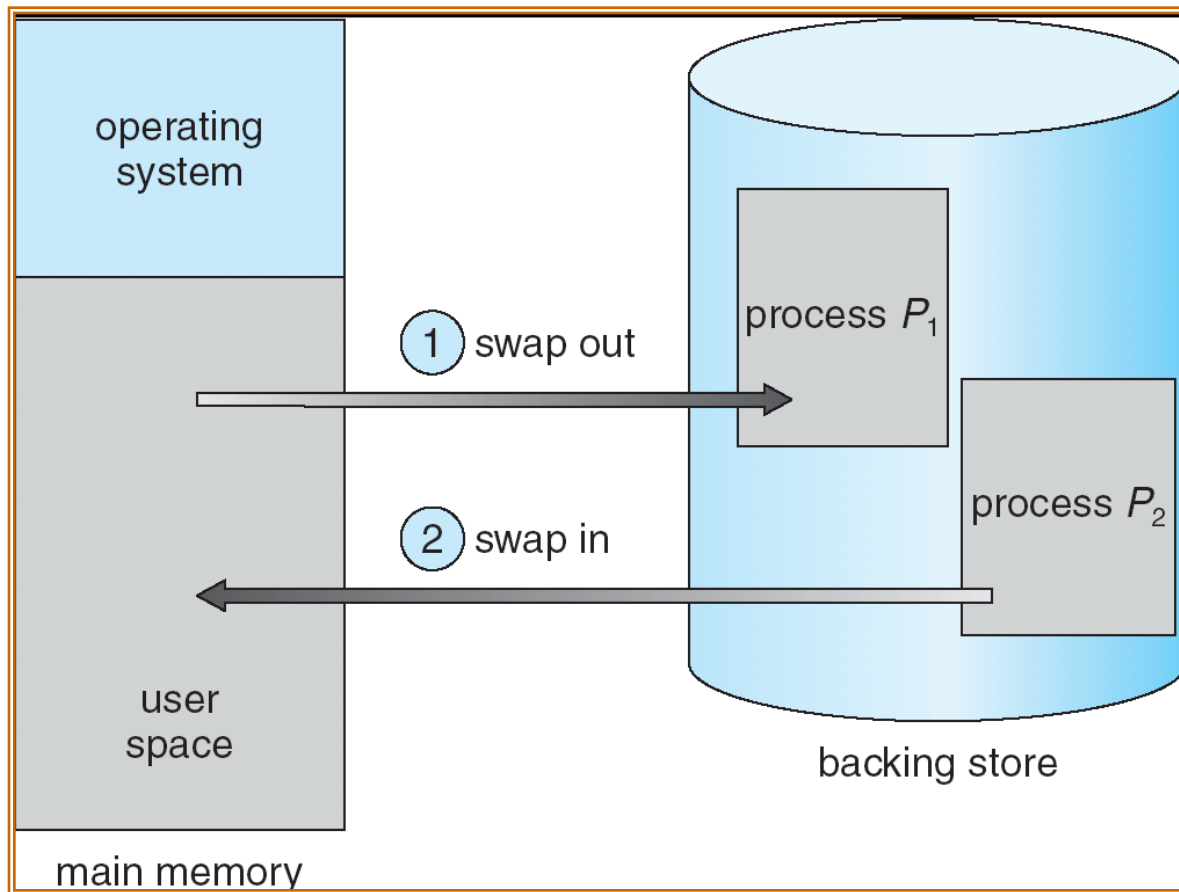 operating
system
1 swap out
process P₁
2 swap in
process P₂
user
space
backing store
main memory